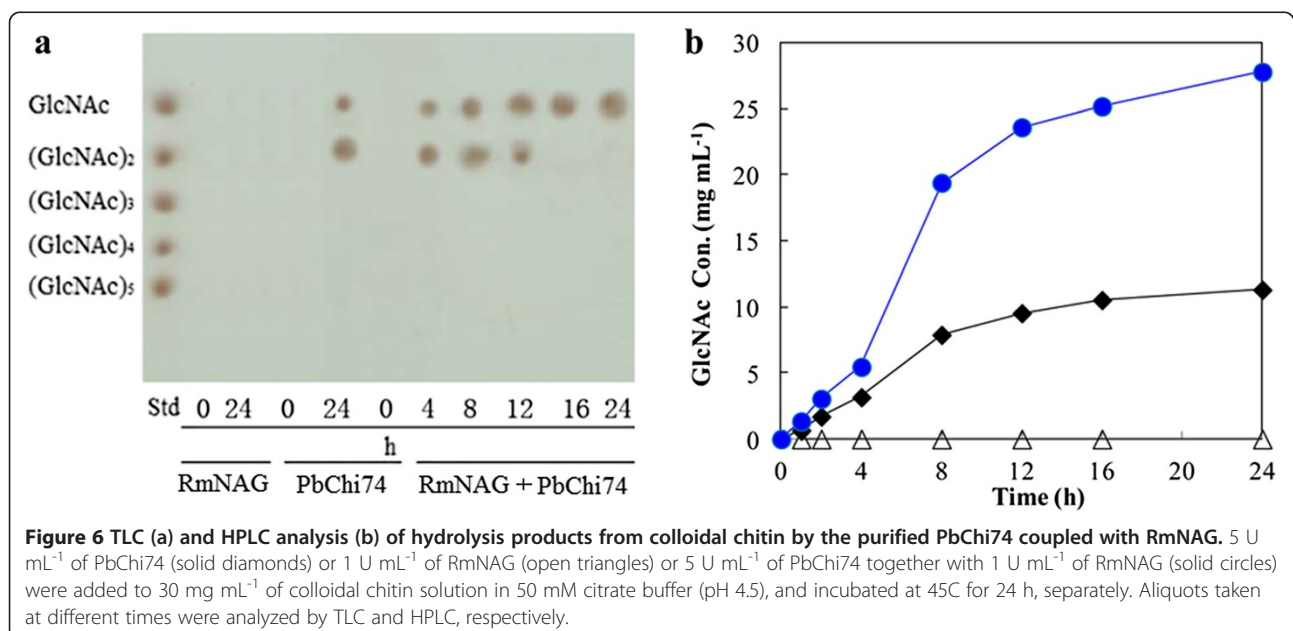 a
GlcNAc
(GlcNAc)₂
(GlcNAc)₃
(GlcNAc)₄
(GlcNAc)₅
Std 0 24 0 24 0 4 8 12 16 24
h
RmNAG PbChi74 RmNAG + PbChi74
b
GlcNAc Con. (mg mL⁻¹)
30
25
20
15
10
5
0
0 4 8 12 16 20 24
Time (h)
Figure 6 TLC (a) and HPLC analysis (b) of hydrolysis products from colloidal chitin by the purified PbChi74 coupled with RmNAG. 5 U
mL⁻¹ of PbChi74 (solid diamonds) or 1 U mL⁻¹ of RmNAG (open triangles) or 5 U mL⁻¹ of PbChi74 together with 1 U mL⁻¹ of RmNAG (solid circles)
were added to 30 mg mL⁻¹ of colloidal chitin solution in 50 mM citrate buffer (pH 4.5), and incubated at 45C for 24 h, separately. Aliquots taken
at different times were analyzed by TLC and HPLC, respectively.